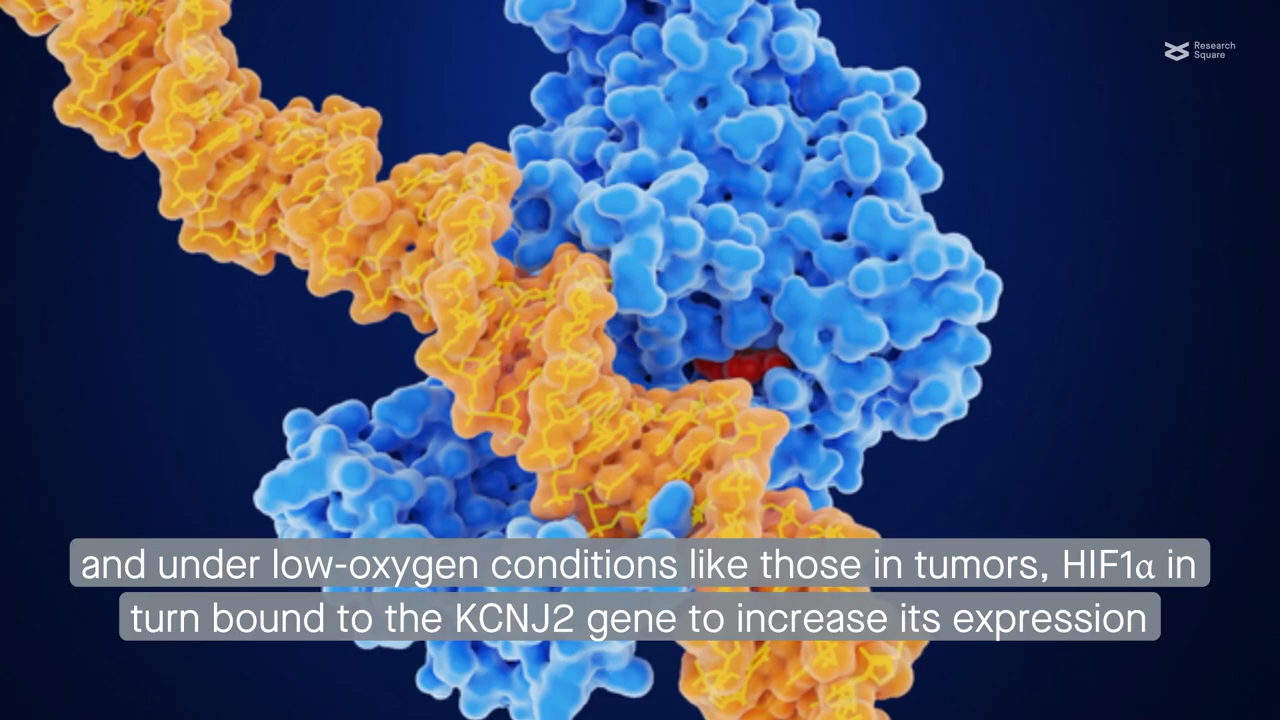 Research
Square
and under low-oxygen conditions like those in tumors, HIF1α in
turn bound to the KCNJ2 gene to increase its expression